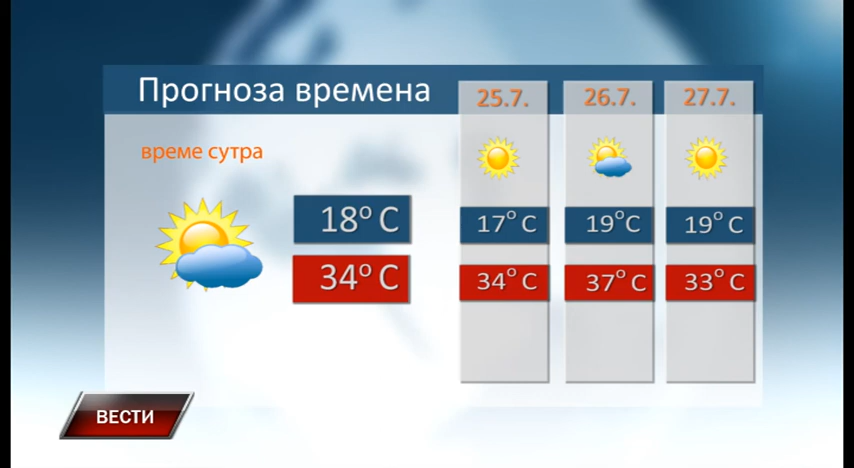 Прогноза времена
време сутра
18° C
34° C
25.7.
17° C
34° C
26.7.
19°C
37° C
27.7.
19° C
33° C
ВЕСТИ